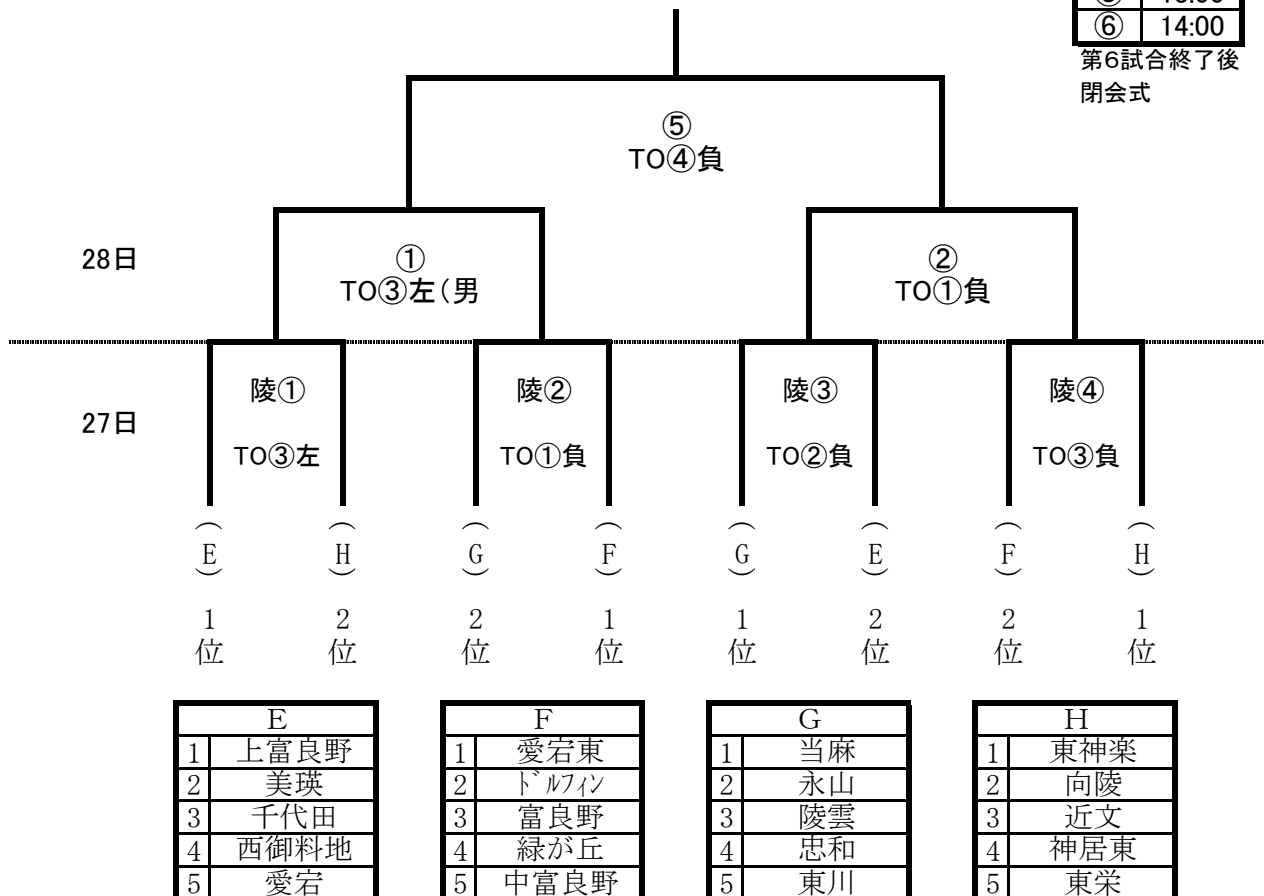 ⑥ 14:00
第6試合終了後
閉会式
⑤
TO④負
28日
①
TO③左(男
②
TO①負
27日
陵①
TO③左
陵②
TO①負
陵③
TO②負
陵④
TO③負
(E) 1位
(H) 2位
(G) 2位
(F) 1位
(G) 1位
(E) 2位
(F) 2位
(H) 1位
E
1 上富良野
2 美瑛
3 千代田
4 西御料地
5 愛宕
F
1 愛宕東
2 ﾄﾞﾙﾌｨﾝ
3 富良野
4 緑が丘
5 中富良野
G
1 当麻
2 永山
3 陵雲
4 忠和
5 東川
H
1 東神楽
2 向陵
3 近文
4 神居東
5 東栄